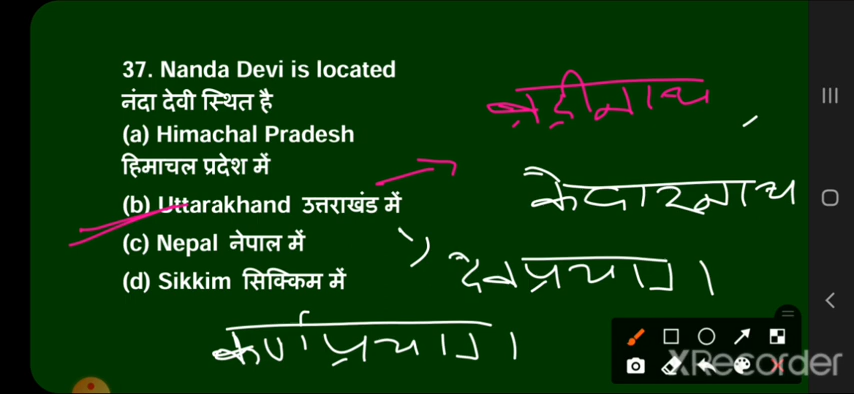 37. Nanda Devi is located
नंदा देवी स्थित है
(a) Himachal Pradesh
हिमाचल प्रदेश में
(b) Uttarakhand उत्तराखंड में
(c) Nepal नेपाल में
(d) Sikkim सिक्किम में
बद्रीनाथ
केदारनाथ
देवप्रयाग।
कर्णप्रयाग।
XRecorder